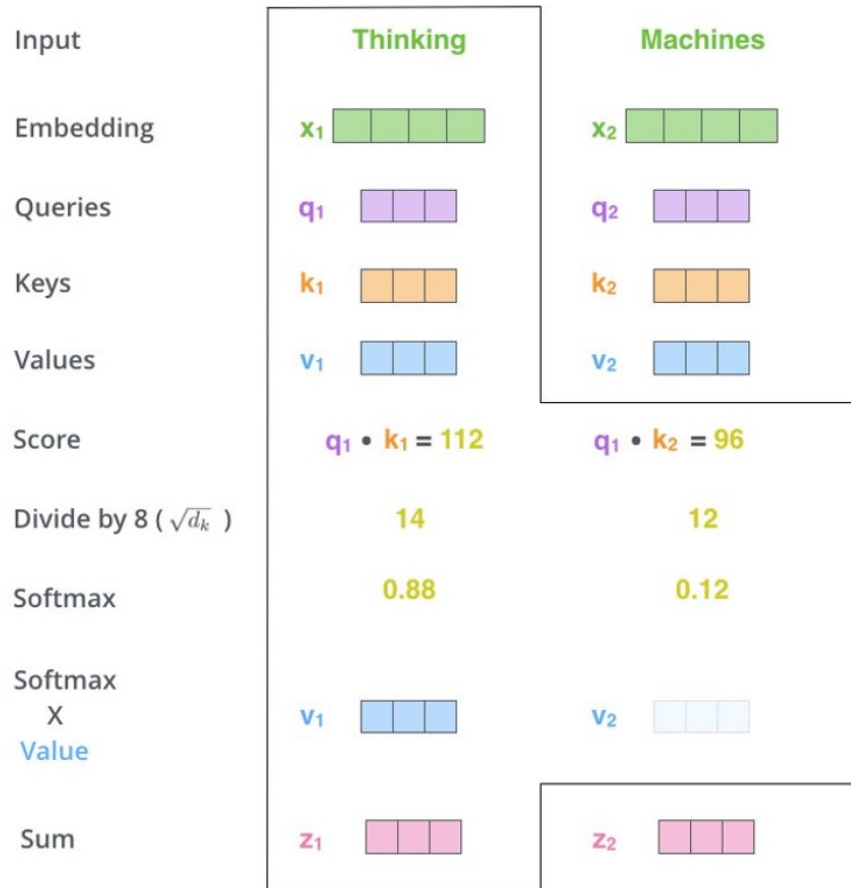 Input Thinking Machines
Embedding x₁ x₂
Queries q₁ q₂
Keys k₁ k₂
Values v₁ v₂
Score q₁ • k₁ = 112 q₁ • k₂ = 96
Divide by 8 ( √dₖ ) 14 12
Softmax 0.88 0.12
Softmax
X v₁ v₂
Value
Sum z₁ z₂